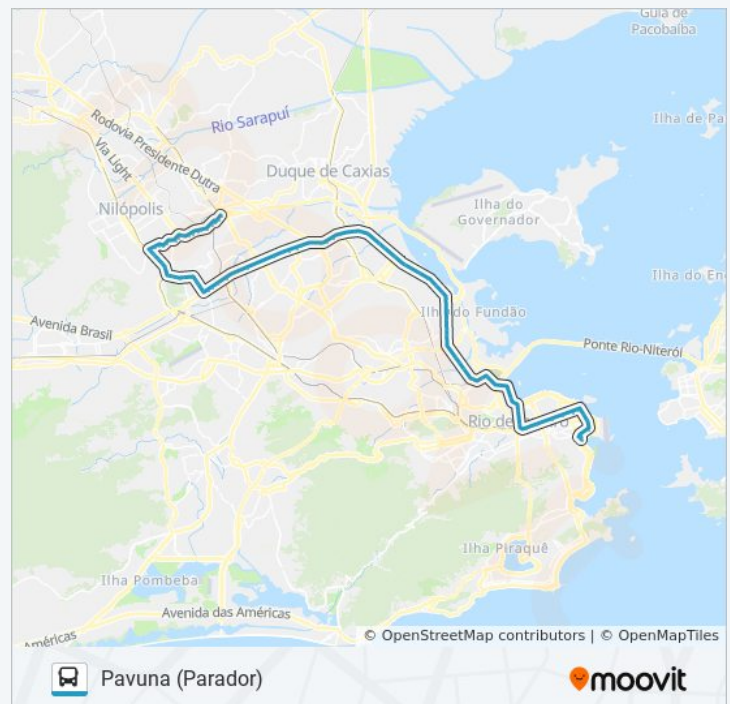 Guia de
Pacobaíba
Rio Sarapuí
Ilha de Pa
Rodovia Presidente Dutra
Via Light
Duque de Caxias
Nilópolis
Ilha do
Governador
Ilha do En
Avenida Brasil
do Fundão
Ponte Rio-Niterói
Rio de
Ilha Piraquê
Ilha Pombeba
Avenida das Américas
Américas
© OpenStreetMap contributors | © OpenMapTiles
Pavuna (Parador)
moovit